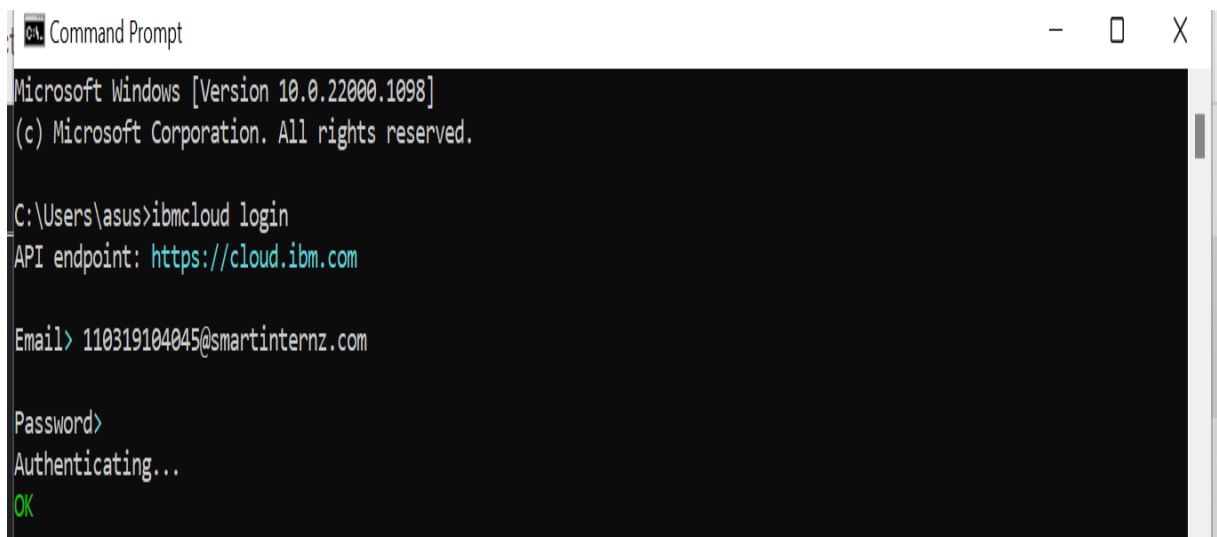 Command Prompt
Microsoft Windows [Version 10.0.22000.1098]
(c) Microsoft Corporation. All rights reserved.
C:\Users\asus>ibmcloud login
API endpoint: https://cloud.ibm.com
Email> 110319104045@smartinternz.com
Password>
Authenticating...
OK